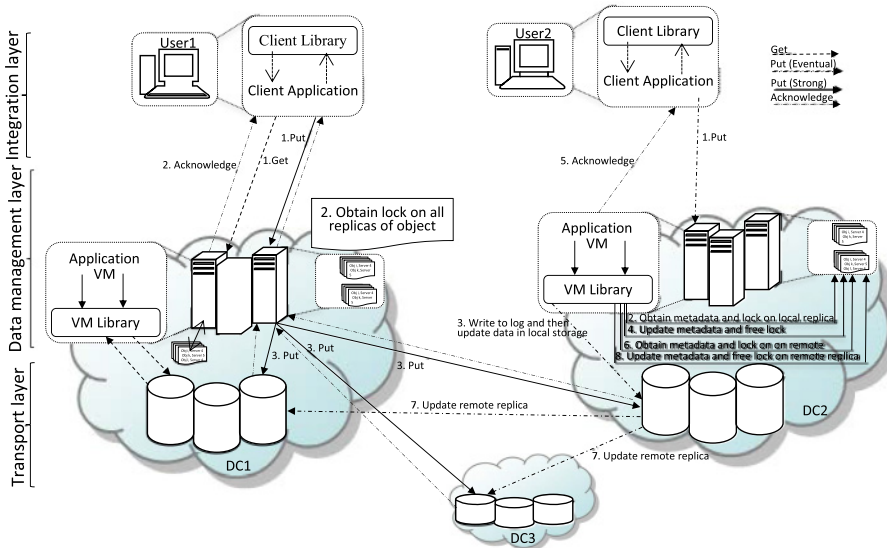 Integration layer
Data management layer
Transport layer
User1
Client Library
Client Application
User2
Client Library
Client Application
Get
Put (Eventual)
Put (Strong)
Acknowledge
2. Acknowledge
1.Get
1.Put
5. Acknowledge
1.Put
2. Obtain lock on all
replicas of object
Application
VM
VM Library
Application
VM
VM Library
2. Obtain metadata and lock on local replica
4. Update metadata and free lock
6. Obtain metadata and lock on on remote
8. Update metadata and free lock on remote replica
3. Write to log and then
update data in local storage
3. Put
3. Put
3. Put
7. Update remote replica
7. Update remote replica
DC1
DC2
DC3